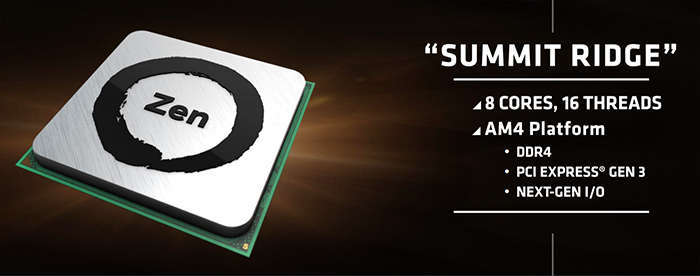 Zen
“SUMMIT RIDGE”
8 CORES, 16 THREADS
AM4 Platform
• DDR4
• PCI EXPRESS® GEN 3
• NEXT-GEN I/O